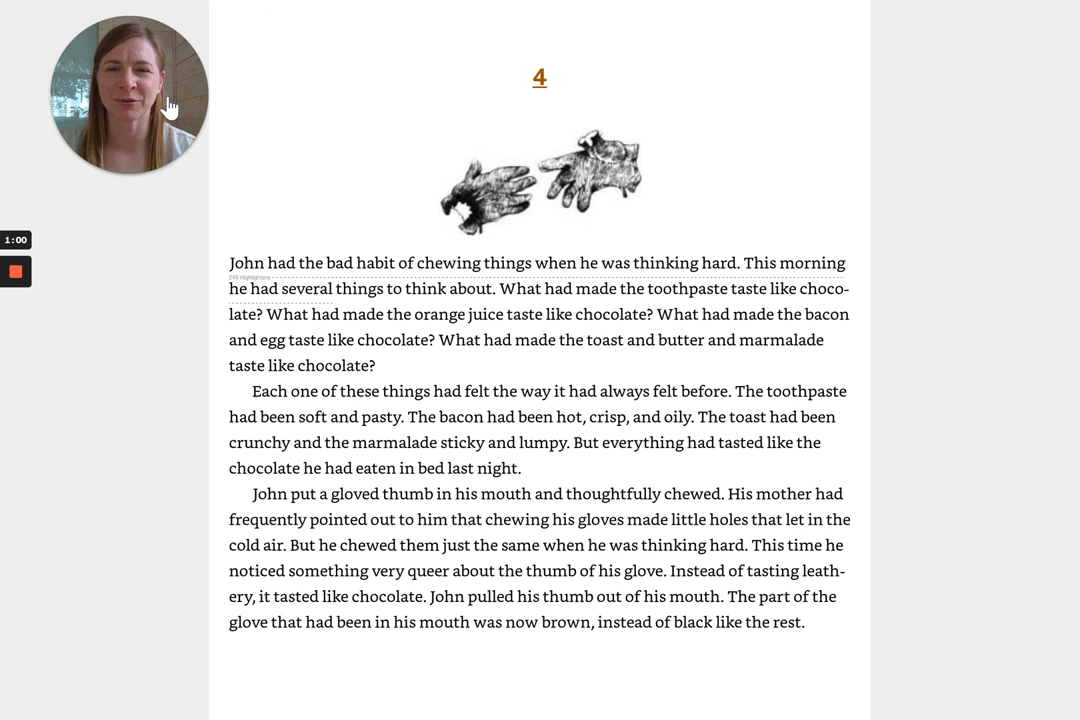 4
1:00
John had the bad habit of chewing things when he was thinking hard. This morning
249 Highlighters
he had several things to think about. What had made the toothpaste taste like choco-
late? What had made the orange juice taste like chocolate? What had made the bacon
and egg taste like chocolate? What had made the toast and butter and marmalade
taste like chocolate?
Each one of these things had felt the way it had always felt before. The toothpaste
had been soft and pasty. The bacon had been hot, crisp, and oily. The toast had been
crunchy and the marmalade sticky and lumpy. But everything had tasted like the
chocolate he had eaten in bed last night.
John put a gloved thumb in his mouth and thoughtfully chewed. His mother had
frequently pointed out to him that chewing his gloves made little holes that let in the
cold air. But he chewed them just the same when he was thinking hard. This time he
noticed something very queer about the thumb of his glove. Instead of tasting leath-
ery, it tasted like chocolate. John pulled his thumb out of his mouth. The part of the
glove that had been in his mouth was now brown, instead of black like the rest.